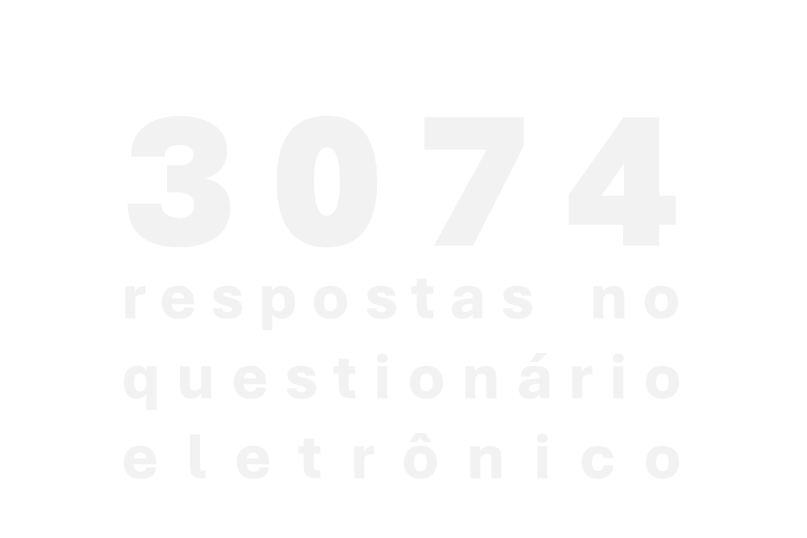 3074
respostas no
questionário
eletrônico